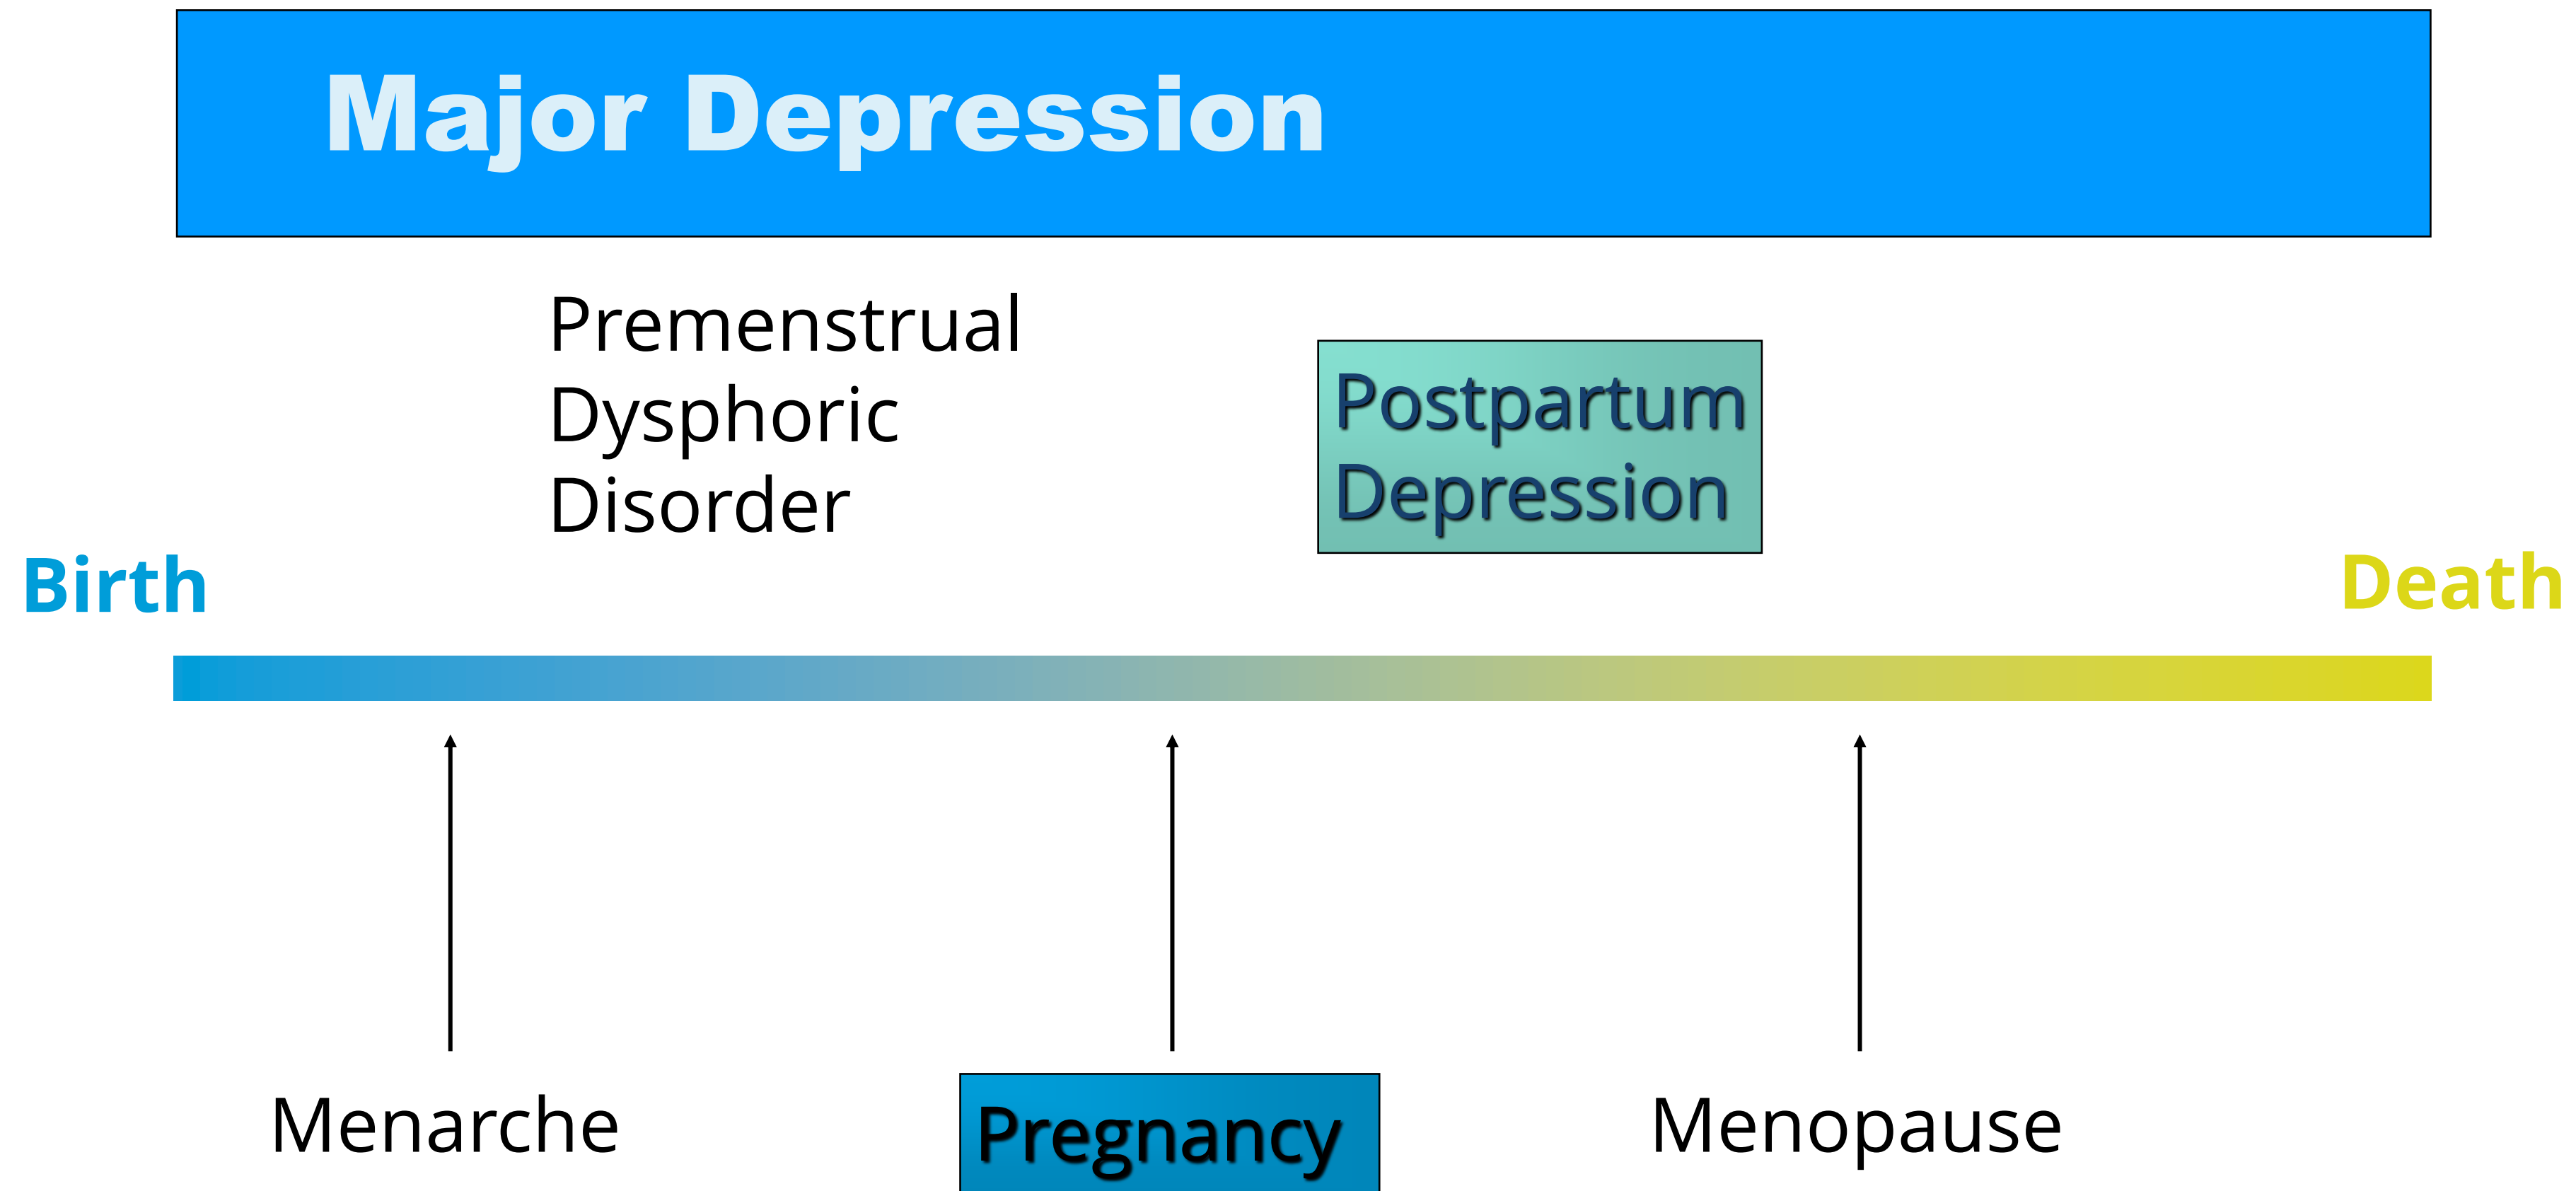 Major Depression
Premenstrual
Dysphoric
Disorder
Postpartum
Depression
Birth
Death
Menarche
Pregnancy
Menopause